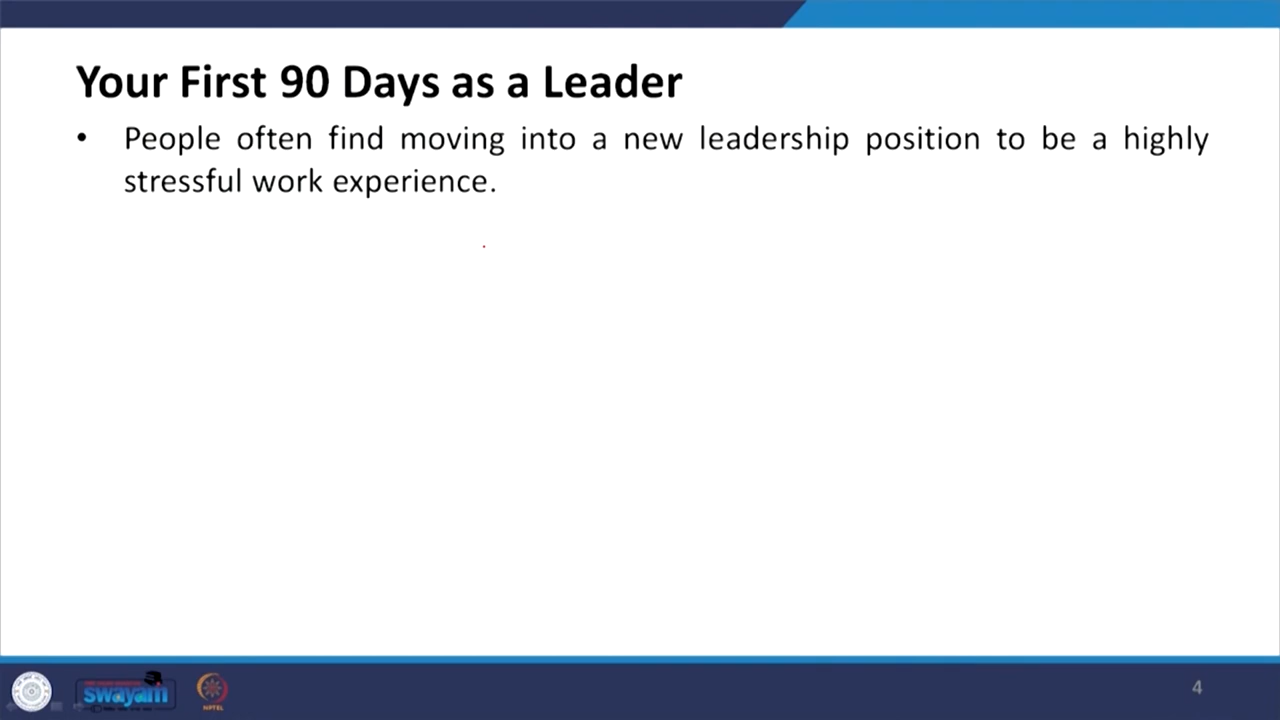 Your First 90 Days as a Leader
• People often find moving into a new leadership position to be a highly
stressful work experience.
swayam
NPTEL
4